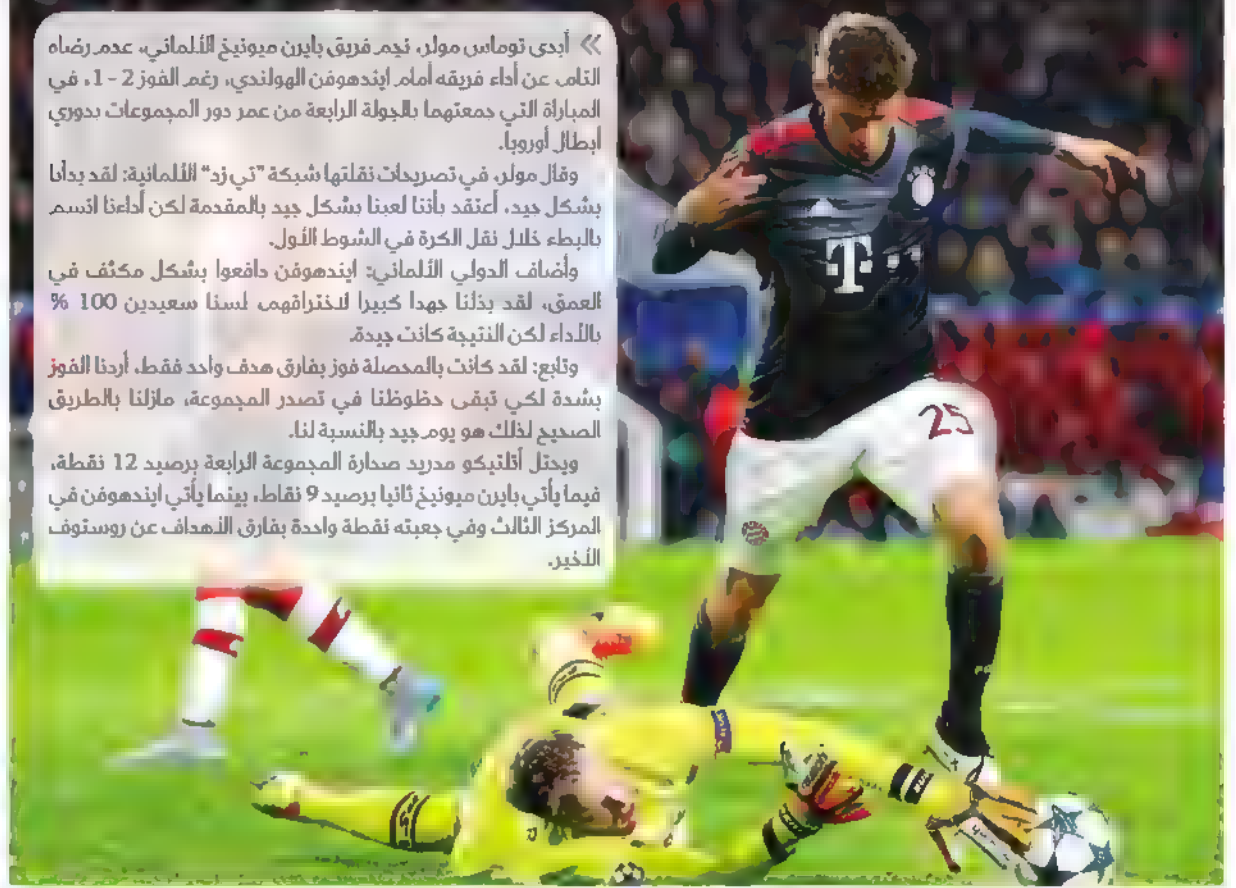 » أبدى توماس مولر، نجم فريق بايرن ميونيخ الألماني، عدم رضاه
التام، عن أداء فريقه أمام ايندهوفن الهولندي، رغم الفوز 2 - 1، في
المباراة التي جمعتهما بالجولة الرابعة من عمر دور المجموعات بدوري
ابطال أوروبا.
وقال مولر، في تصريحات نقلتها شبكة "تي زد" الألمانية: لقد بدأنا
بشكل جيد، أعتقد بأننا لعبنا بشكل جيد بالمقدمة لكن أداءنا اتسم
بالبطء خلال نقل الكرة في الشوط الأول.
وأضاف الدولي الألماني: ايندهوفن دافعوا بشكل مكثف في
العمق، لقد بذلنا جهدا كبيرا لاختراقهم، لسنا سعيدين 100 %
بالأداء لكن النتيجة كانت جيدة.
وتابع: لقد كانت بالمحصلة فوز بفارق هدف واحد فقط، أردنا الفوز
بشدة لكي تبقى حظوظنا في تصدر المجموعة، مازلنا بالطريق
الصحيح لذلك هو يوم جيد بالنسبة لنا.
ويحتل أتلتيكو مدريد صدارة المجموعة الرابعة برصيد 12 نقطة،
فيما يأتي بايرن ميونيخ ثانيا برصيد 9 نقاط، بينما يأتي ايندهوفن في
المركز الثالث وفي جعبته نقطة واحدة بفارق الأهداف عن روستوف
الأخير.
T
25